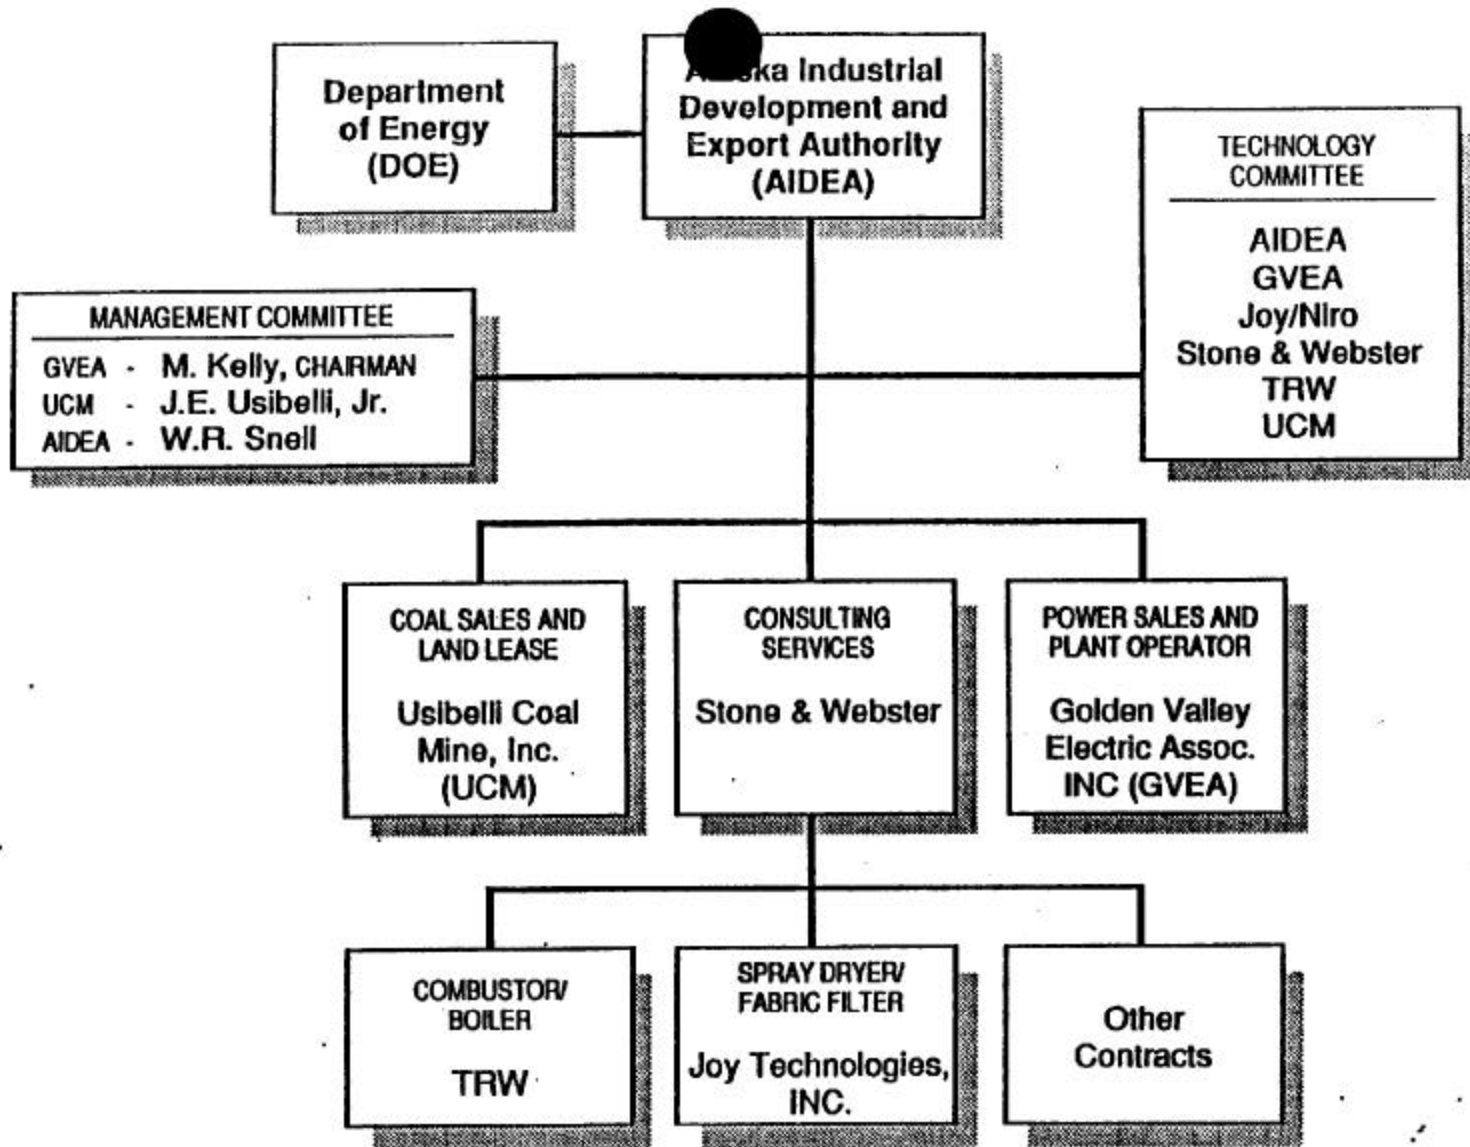 Department
of Energy
(DOE)
Industrial
Development and
Export Authority
(AIDEA)
TECHNOLOGY
COMMITTEE
AIDEA
GVEA
Joy/Niro
Stone & Webster
TRW
UCM
MANAGEMENT COMMITTEE
GVEA - M. Kelly, CHAIRMAN
UCM - J.E. Usibelli, Jr.
AIDEA - W.R. Snell
COAL SALES AND
LAND LEASE
Usibelli Coal
Mine, Inc.
(UCM)
CONSULTING
SERVICES
Stone & Webster
POWER SALES AND
PLANT OPERATOR
Golden Valley
Electric Assoc.
INC (GVEA)
COMBUSTOR/
BOILER
TRW
SPRAY DRYER/
FABRIC FILTER
Joy Technologies,
INC.
Other
Contracts